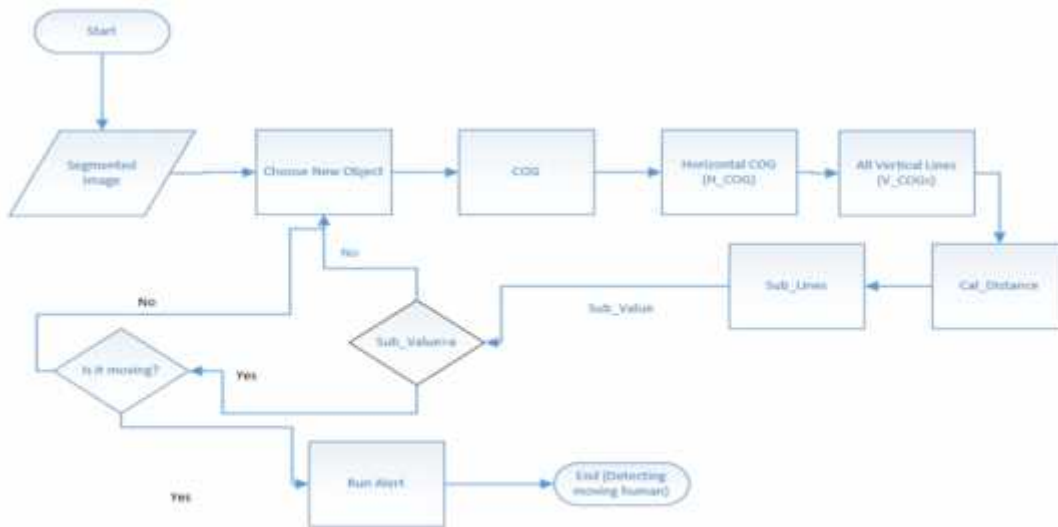 Start
Segmented
Image
Choose New Object
COG
Horizontal COG
(H_COG)
All Vertical Lines
(V_COGs)
No
Sub_Lines
Cal_Distance
No
Sub_Value
Is it moving?
Yes
Run Alert
End (Detecting
moving human)
Yes